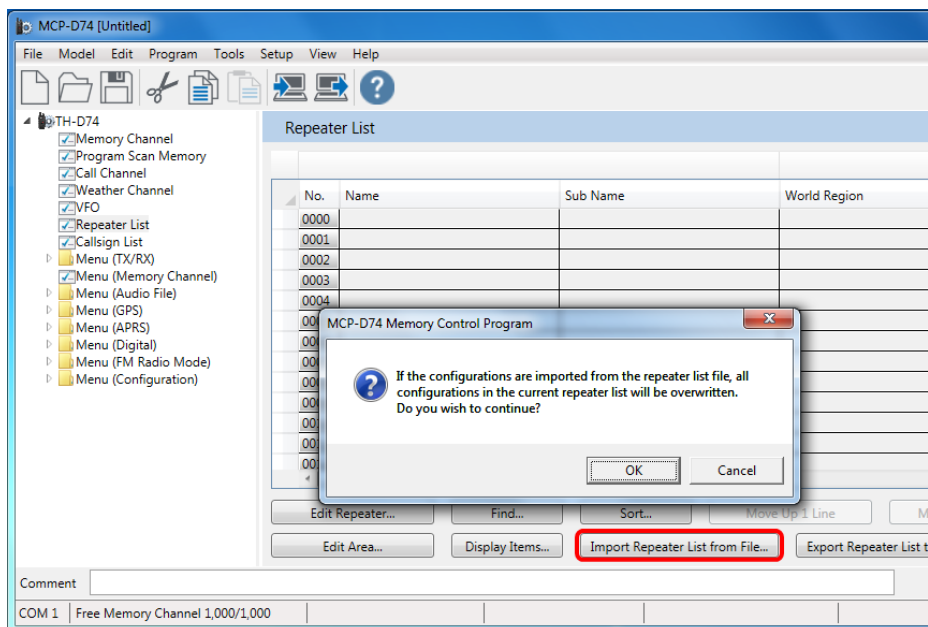 MCP-D74 [Untitled]
File Model Edit Program Tools Setup View Help
TH-D74
Memory Channel
Program Scan Memory
Call Channel
Weather Channel
VFO
Repeater List
Callsign List
Menu (TX/RX)
Menu (Memory Channel)
Menu (Audio File)
Menu (GPS)
Menu (APRS)
Menu (Digital)
Menu (FM Radio Mode)
Menu (Configuration)
Repeater List
No. Name Sub Name World Region
0000
0001
0002
0003
0004
MCP-D74 Memory Control Program
If the configurations are imported from the repeater list file, all
configurations in the current repeater list will be overwritten.
Do you wish to continue?
OK Cancel
Edit Repeater... Find... Sort... Move Up 1 Line M
Edit Area... Display Items... Import Repeater List from File... Export Repeater List t
Comment
COM 1 Free Memory Channel 1,000/1,000